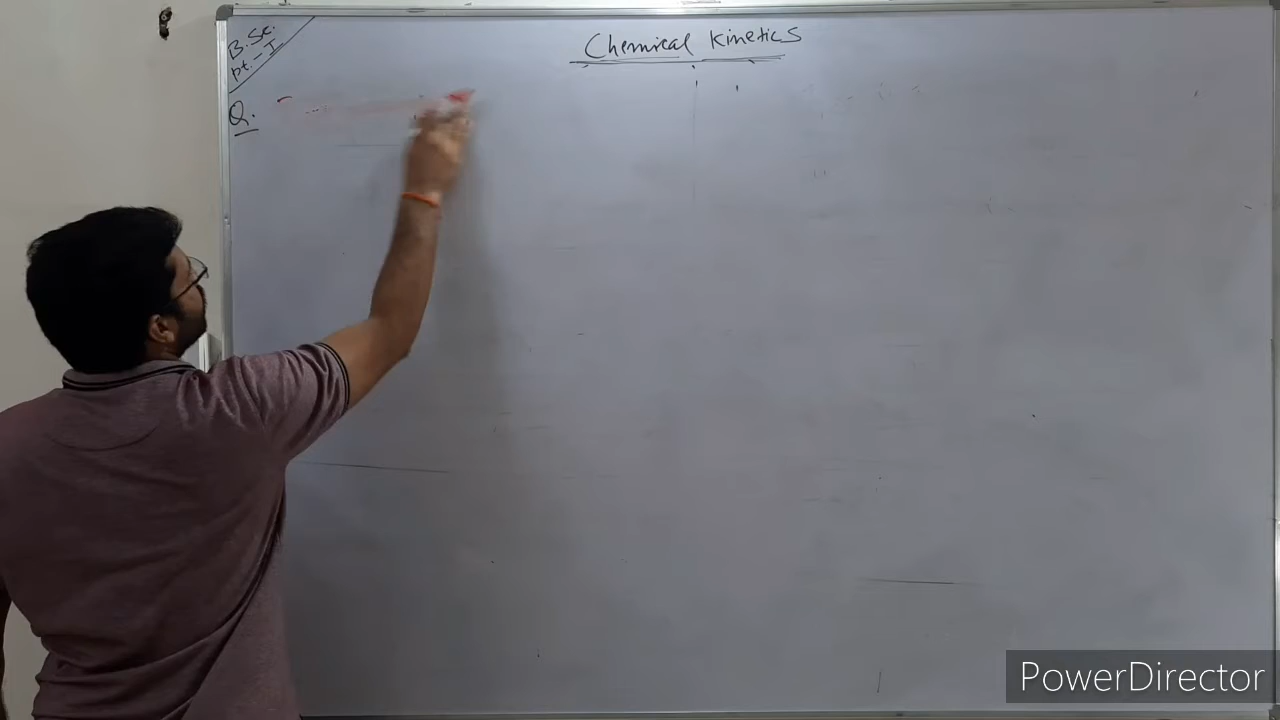 B.Sc.
pt.-I
Chemical Kinetics
Q.
PowerDirector